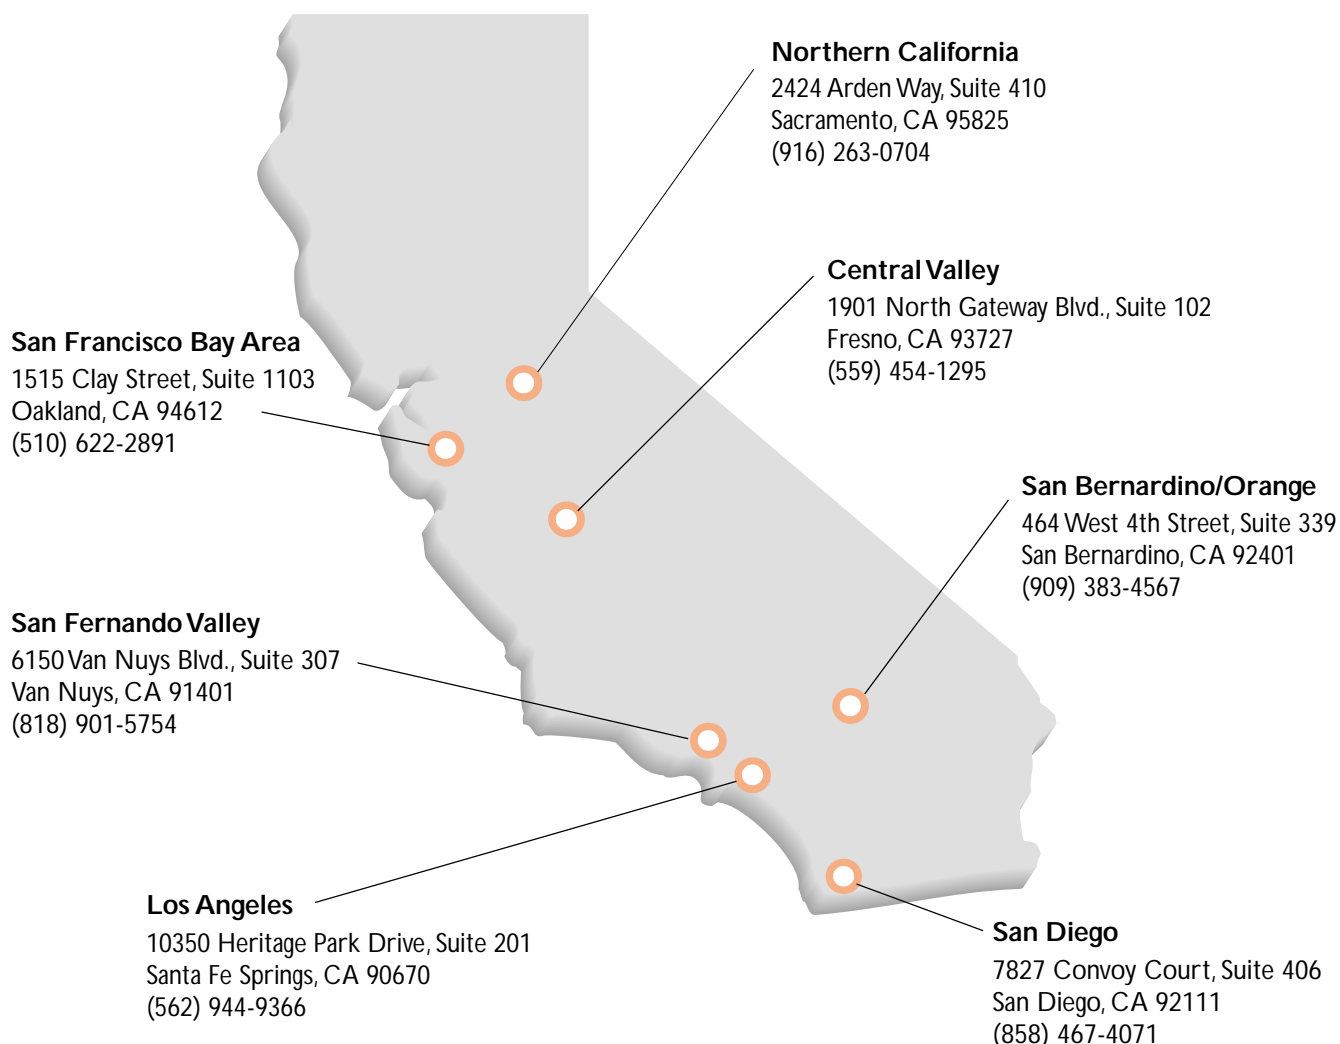 Northern California
2424 Arden Way, Suite 410
Sacramento, CA 95825
(916) 263-0704
Central Valley
1901 North Gateway Blvd., Suite 102
Fresno, CA 93727
(559) 454-1295
San Francisco Bay Area
1515 Clay Street, Suite 1103
Oakland, CA 94612
(510) 622-2891
San Bernardino/Orange
464 West 4th Street, Suite 339
San Bernardino, CA 92401
(909) 383-4567
San Fernando Valley
6150 Van Nuys Blvd., Suite 307
Van Nuys, CA 91401
(818) 901-5754
Los Angeles
10350 Heritage Park Drive, Suite 201
Santa Fe Springs, CA 90670
(562) 944-9366
San Diego
7827 Convoy Court, Suite 406
San Diego, CA 92111
(858) 467-4071